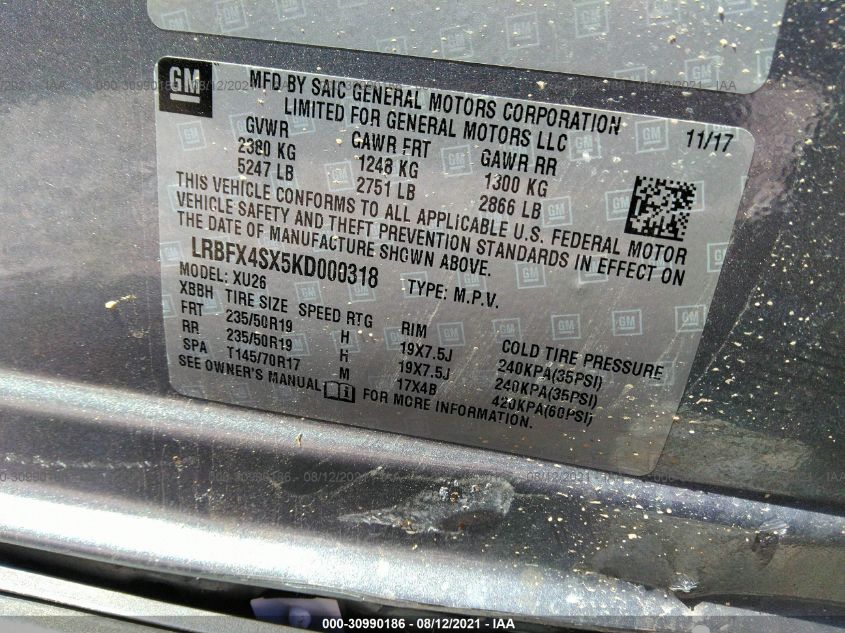 GM
MFD BY SAIC GENERAL MOTORS CORPORATION
LIMITED FOR GENERAL MOTORS LLC
11/17
GVWR GAWR FRT GAWR RR
2380 KG 1248 KG 1300 KG
5247 LB 2751 LB 2866 LB
THIS VEHICLE CONFORMS TO ALL APPLICABLE U.S. FEDERAL MOTOR
VEHICLE SAFETY AND THEFT PREVENTION STANDARDS IN EFFECT ON
THE DATE OF MANUFACTURE SHOWN ABOVE.
LRBFX4SX5KD000318 TYPE: M.P.V.
MODEL: XU26
XBBH TIRE SIZE SPEED RTG RIM COLD TIRE PRESSURE
FRT 235/50R19 H 19X7.5J 240KPA(35PSI)
RR 235/50R19 H 19X7.5J 240KPA(35PSI)
SPA T145/70R17 M 17X4B 420KPA(60PSI)
SEE OWNER'S MANUAL FOR MORE INFORMATION.
000-30990186 - 08/12/2021 - IAA